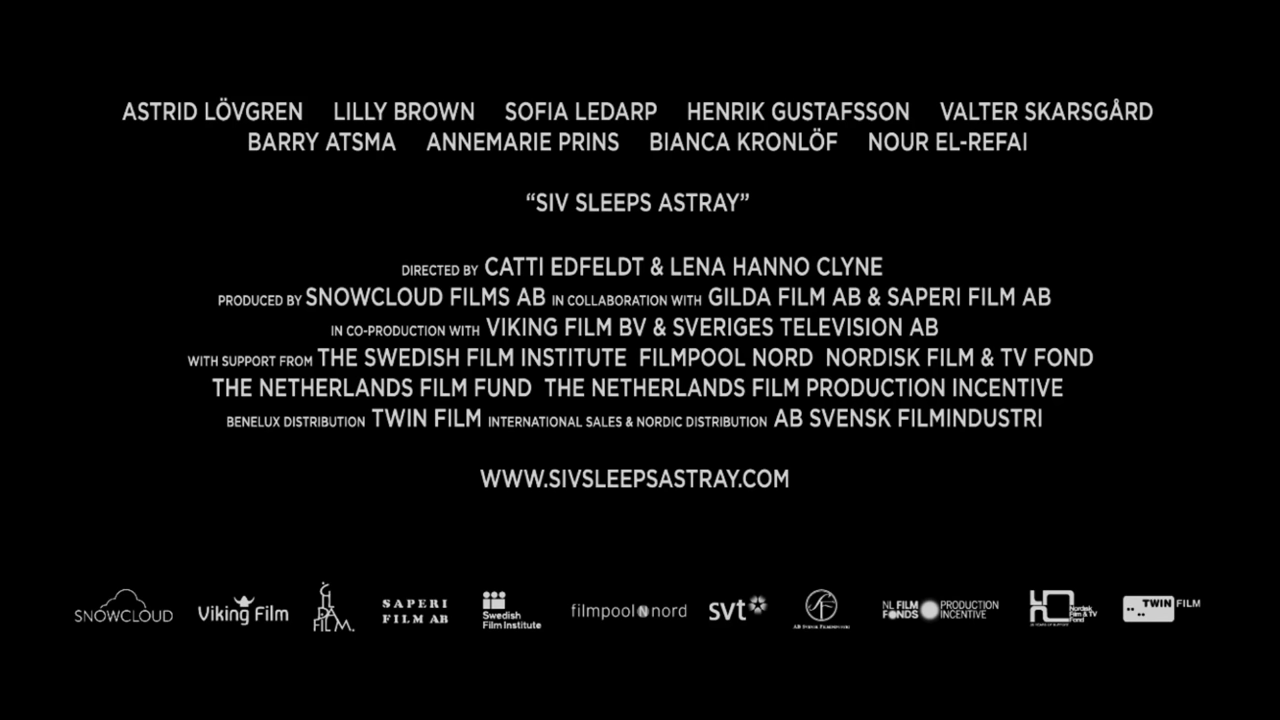 ASTRID LÖVGREN LILLY BROWN SOFIA LEDARP HENRIK GUSTAFSSON VALTER SKARSGÅRD
BARRY ATSMA ANNEMARIE PRINS BIANCA KRONLÖF NOUR EL-REFAI
“SIV SLEEPS ASTRAY”
DIRECTED BY CATTI EDFELDT & LENA HANNO CLYNE
PRODUCED BY SNOWCLOUD FILMS AB IN COLLABORATION WITH GILDA FILM AB & SAPERI FILM AB
IN CO-PRODUCTION WITH VIKING FILM BV & SVERIGES TELEVISION AB
WITH SUPPORT FROM THE SWEDISH FILM INSTITUTE FILMPOOL NORD NORDISK FILM & TV FOND
THE NETHERLANDS FILM FUND THE NETHERLANDS FILM PRODUCTION INCENTIVE
BENELUX DISTRIBUTION TWIN FILM INTERNATIONAL SALES & NORDIC DISTRIBUTION AB SVENSK FILMINDUSTRI
WWW.SIVSLEEPSASTRAY.COM
SNOWCLOUD
Viking Film
FILM
SAPERI
FILM AB
Swedish
Film Institute
filmpool N nord
svt
SF
AB SVENSK FILMINDUSTRI
NL FILM
FONDS
PRODUCTION
INCENTIVE
Nordisk
Film & TV
Fond
TWIN FILM